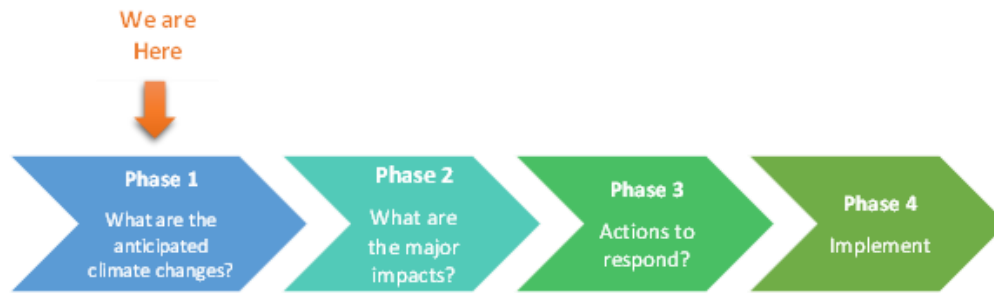 We are
Here
Phase 1
What are the
anticipated
climate changes?
Phase 2
What are
the major
impacts?
Phase 3
Actions to
respond?
Phase 4
Implement